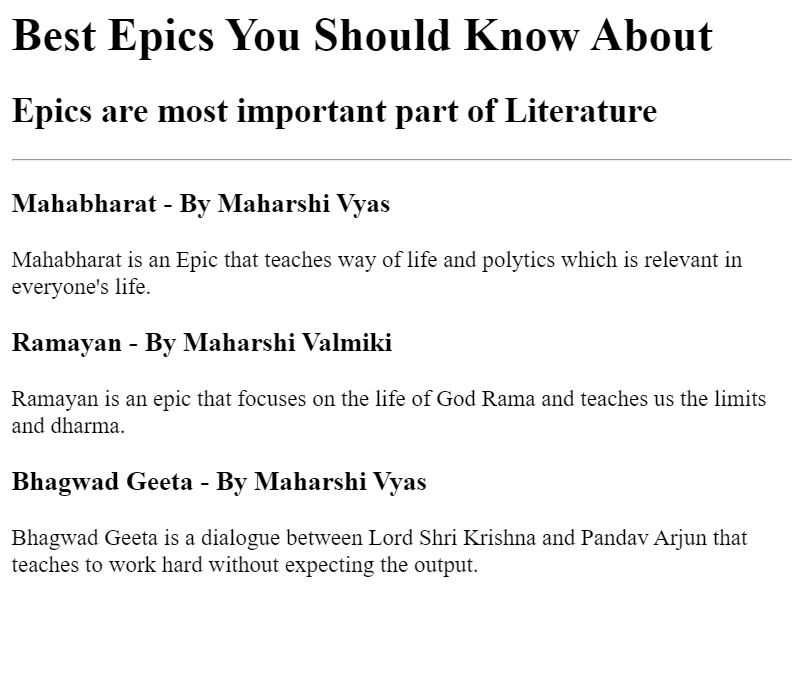 Best Epics You Should Know About
Epics are most important part of Literature
Mahabharat - By Maharshi Vyas
Mahabharat is an Epic that teaches way of life and polytics which is relevant in
everyone's life.
Ramayan - By Maharshi Valmiki
Ramayan is an epic that focuses on the life of God Rama and teaches us the limits
and dharma.
Bhagwad Geeta - By Maharshi Vyas
Bhagwad Geeta is a dialogue between Lord Shri Krishna and Pandav Arjun that
teaches to work hard without expecting the output.